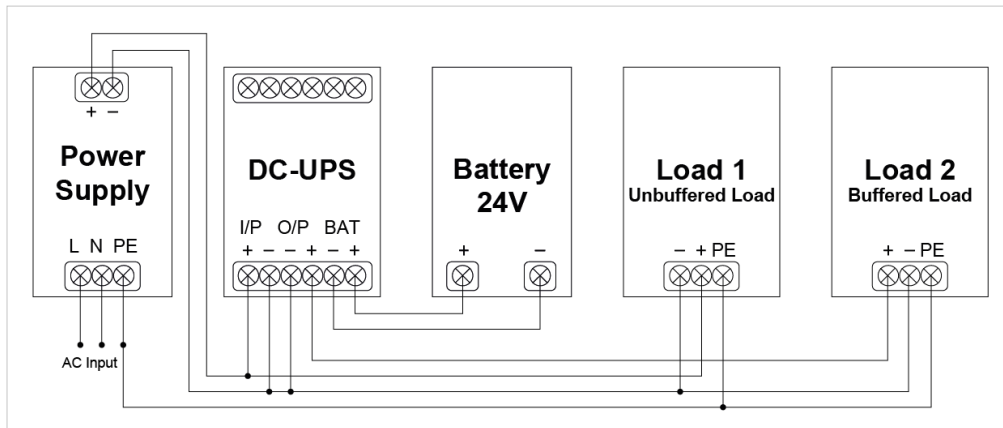 + −
Power
Supply
L N PE
AC Input
DC-UPS
I/P O/P BAT
+ − − + − +
Battery
24V
+ −
Load 1
Unbuffered Load
− + PE
Load 2
Buffered Load
+ − PE